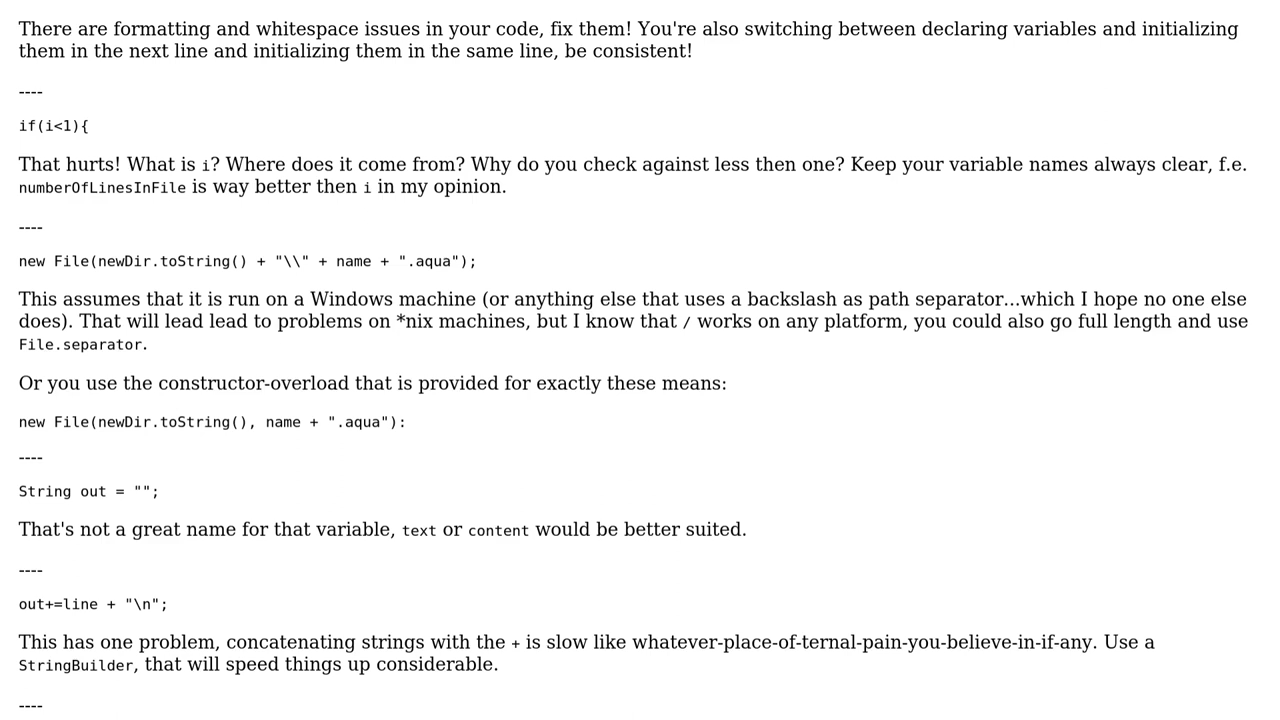 There are formatting and whitespace issues in your code, fix them! You're also switching between declaring variables and initializing
them in the next line and initializing them in the same line, be consistent!
----
if(i<1){
That hurts! What is i? Where does it come from? Why do you check against less then one? Keep your variable names always clear, f.e.
numberOfLinesInFile is way better then i in my opinion.
----
new File(newDir.toString() + "\\" + name + ".aqua");
This assumes that it is run on a Windows machine (or anything else that uses a backslash as path separator...which I hope no one else
does). That will lead lead to problems on *nix machines, but I know that / works on any platform, you could also go full length and use
File.separator.
Or you use the constructor-overload that is provided for exactly these means:
new File(newDir.toString(), name + ".aqua"):
----
String out = "";
That's not a great name for that variable, text or content would be better suited.
----
out+=line + "\n";
This has one problem, concatenating strings with the + is slow like whatever-place-of-ternal-pain-you-believe-in-if-any. Use a
StringBuilder, that will speed things up considerable.
----